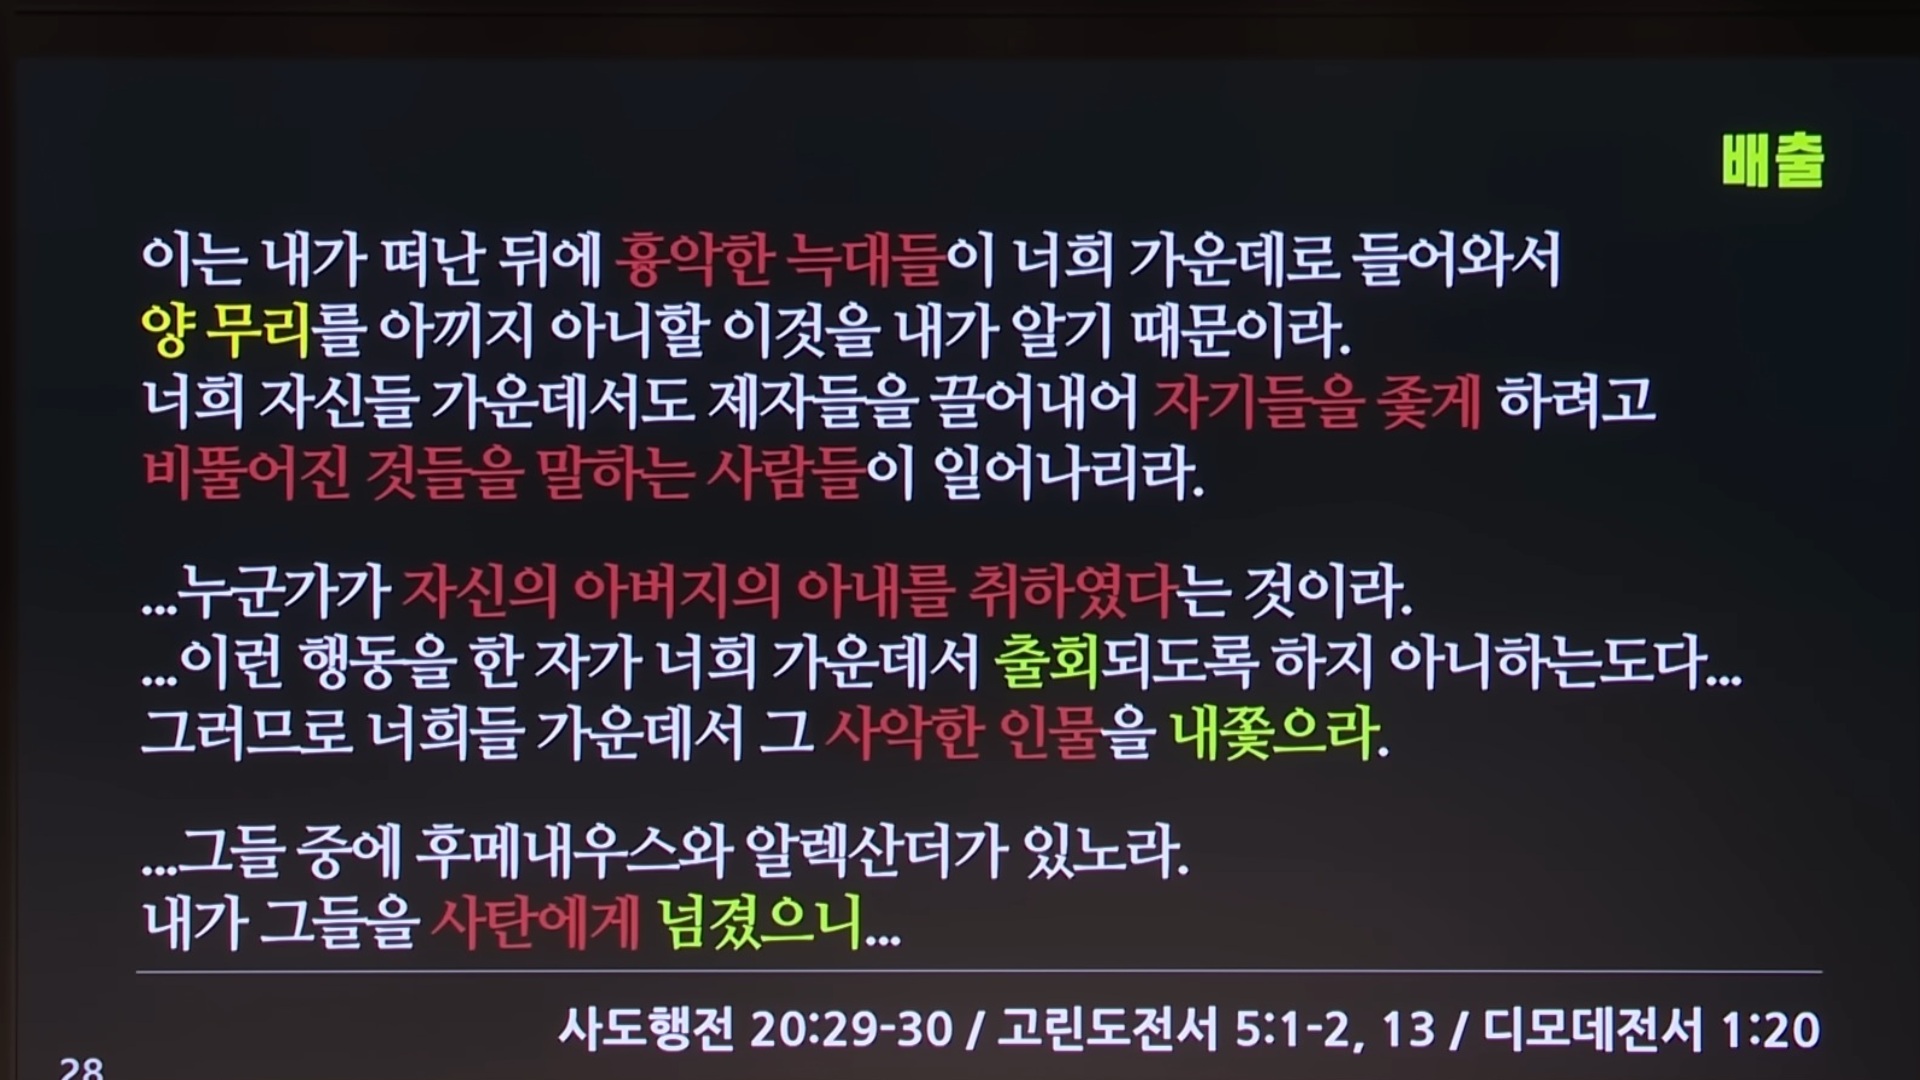 배출
이는 내가 떠난 뒤에 흉악한 늑대들이 너희 가운데로 들어와서
양 무리를 아끼지 아니할 이것을 내가 알기 때문이라.
너희 자신들 가운데서도 제자들을 끌어내어 자기들을 좇게 하려고
비뚤어진 것들을 말하는 사람들이 일어나리라.
...누군가가 자신의 아버지의 아내를 취하였다는 것이라.
...이런 행동을 한 자가 너희 가운데서 출회되도록 하지 아니하는도다...
그러므로 너희들 가운데서 그 사악한 인물을 내쫓으라.
...그들 중에 후메내우스와 알렉산더가 있노라.
내가 그들을 사탄에게 넘겼으니...
사도행전 20:29-30 / 고린도전서 5:1-2, 13 / 디모데전서 1:20
28